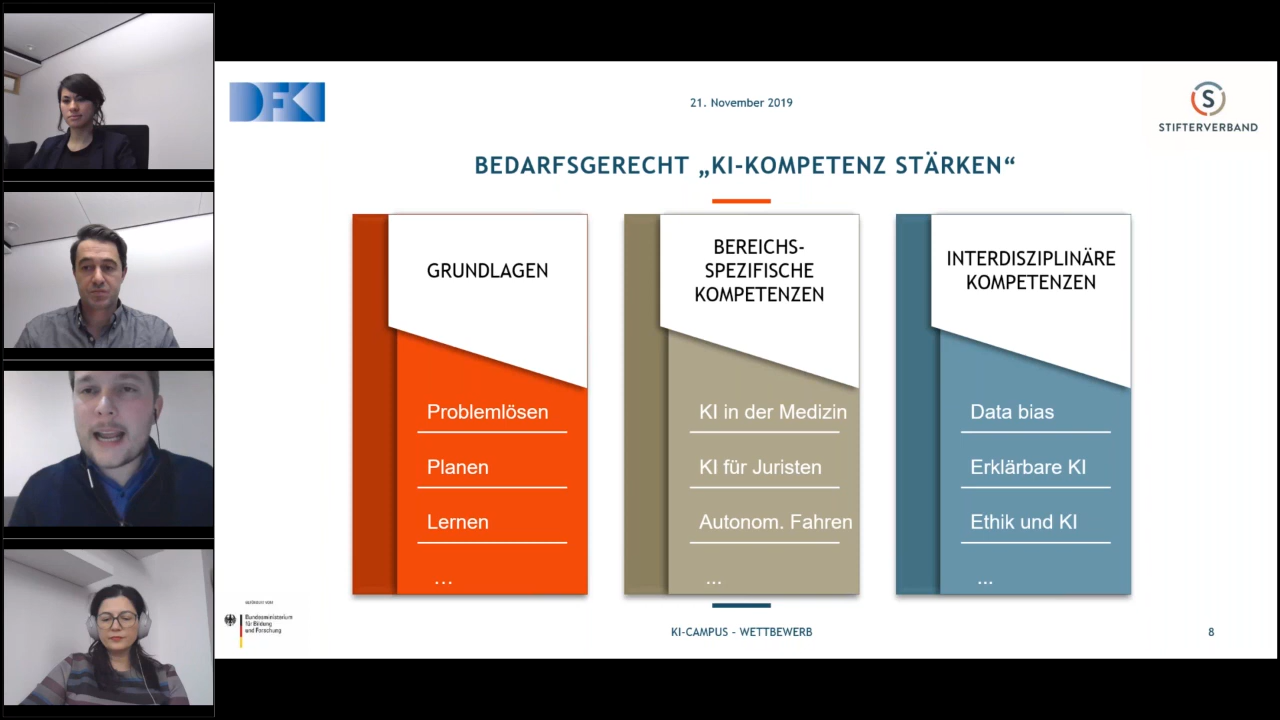 DFKI
21. November 2019
S
STIFTERVERBAND
BEDARFSGERECHT „KI-KOMPETENZ STÄRKEN“
GRUNDLAGEN
Problemlösen
Planen
Lernen
...
BEREICHS-
SPEZIFISCHE
KOMPETENZEN
KI in der Medizin
KI für Juristen
Autonom. Fahren
...
INTERDISZIPLINÄRE
KOMPETENZEN
Data bias
Erklärbare KI
Ethik und KI
...
GEFÖRDERT VOM
Bundesministerium
für Bildung
und Forschung
KI-CAMPUS – WETTBEWERB
8